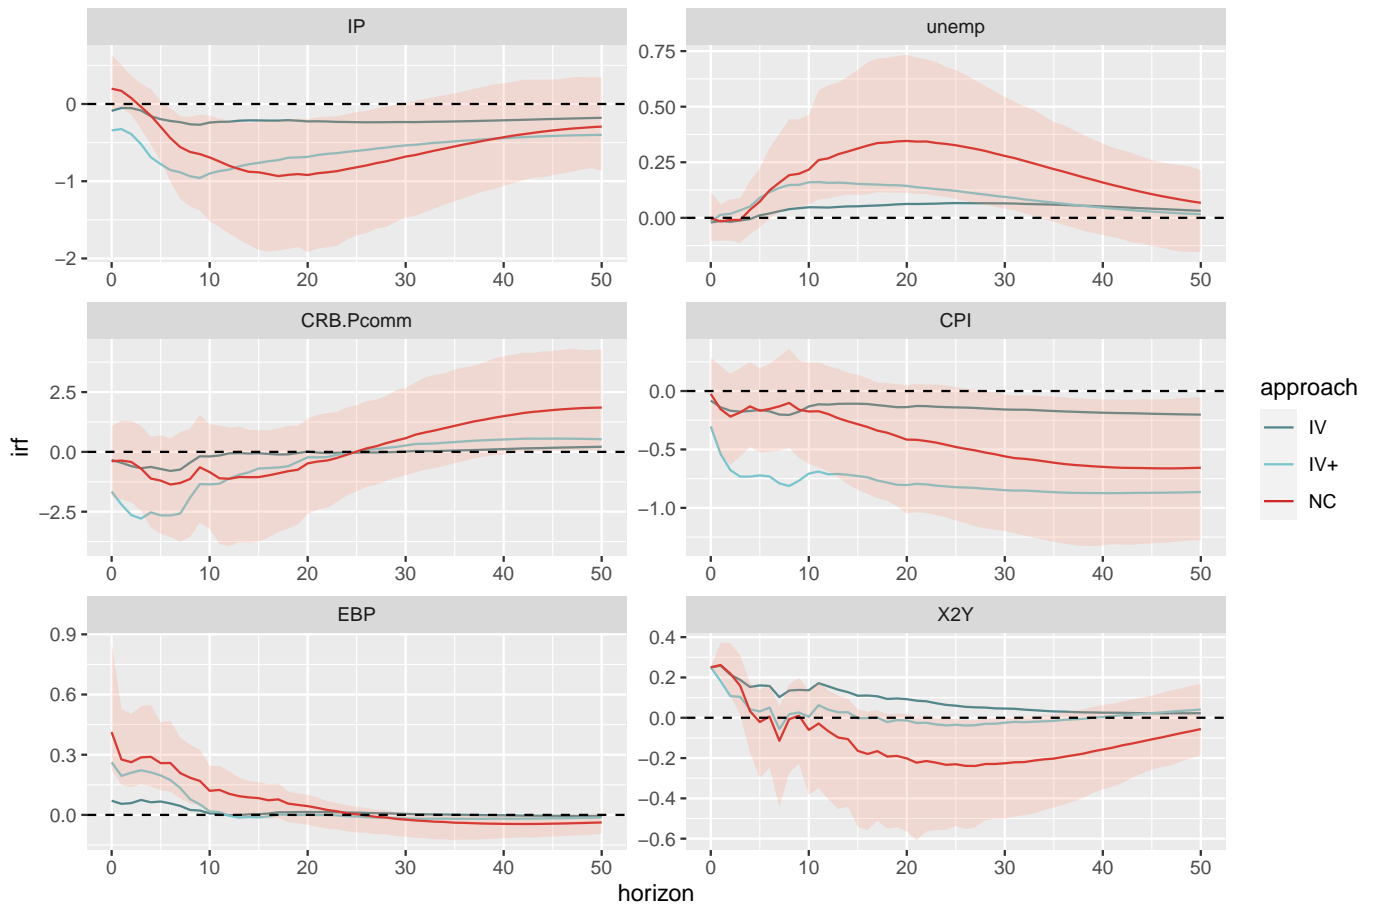 IP
unemp
0
−1
−2
0.75
0.50
0.25
0.00
0 10 20 30 40 50
0 10 20 30 40 50
CRB.Pcomm
CPI
2.5
0.0
−2.5
0.0
−0.5
−1.0
0 10 20 30 40 50
0 10 20 30 40 50
EBP
X2Y
0.9
0.6
0.3
0.0
0.4
0.2
0.0
−0.2
−0.4
−0.6
0 10 20 30 40 50
0 10 20 30 40 50
horizon
irf
approach
IV
IV+
NC